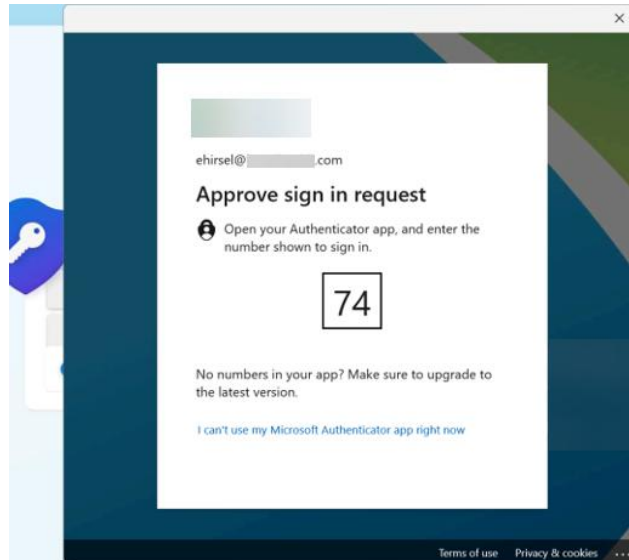 ehirsel@ .com
Approve sign in request
Open your Authenticator app, and enter the
number shown to sign in.
74
No numbers in your app? Make sure to upgrade to
the latest version.
I can't use my Microsoft Authenticator app right now
Terms of use Privacy & cookies ...